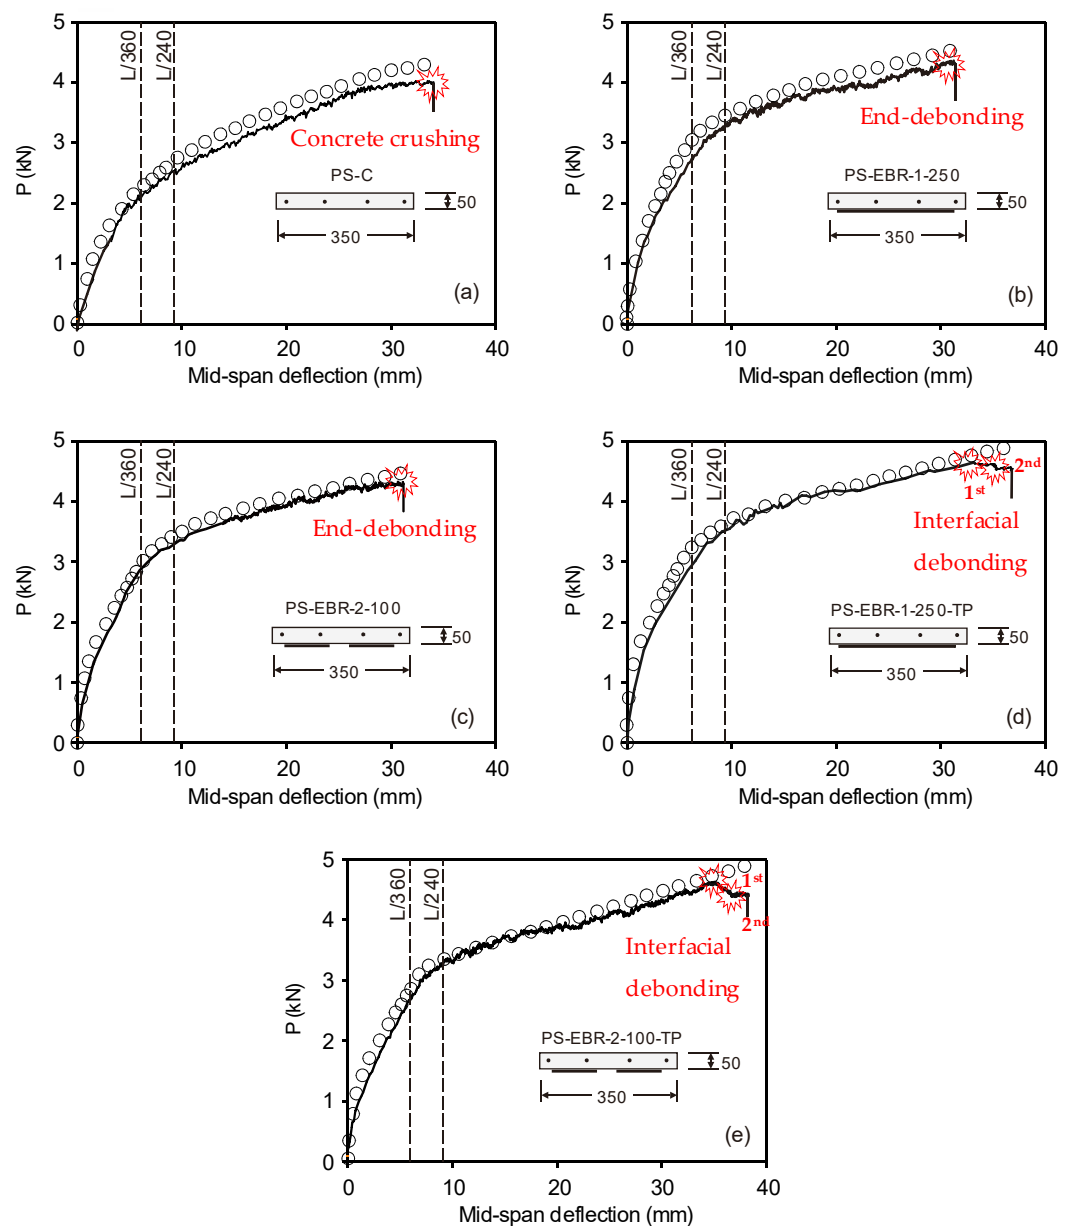 5
4
3
2
1
0
P (kN)
L/360
L/240
Concrete crushing
PS-C
50
350
(a)
0
10
20
30
40
Mid-span deflection (mm)
5
4
3
2
1
0
P (kN)
L/360
L/240
End-debonding
PS-EBR-1-250
50
350
(b)
0
10
20
30
40
Mid-span deflection (mm)
5
4
3
2
1
0
P (kN)
L/360
L/240
End-debonding
PS-EBR-2-100
50
350
(c)
0
10
20
30
40
Mid-span deflection (mm)
5
4
3
2
1
0
P (kN)
L/360
L/240
2nd
1st
Interfacial
debonding
PS-EBR-1-250-TP
50
350
(d)
0
10
20
30
40
Mid-span deflection (mm)
5
4
3
2
1
0
P (kN)
L/360
L/240
1st
2nd
Interfacial
debonding
PS-EBR-2-100-TP
50
350
(e)
0
10
20
30
40
Mid-span deflection (mm)